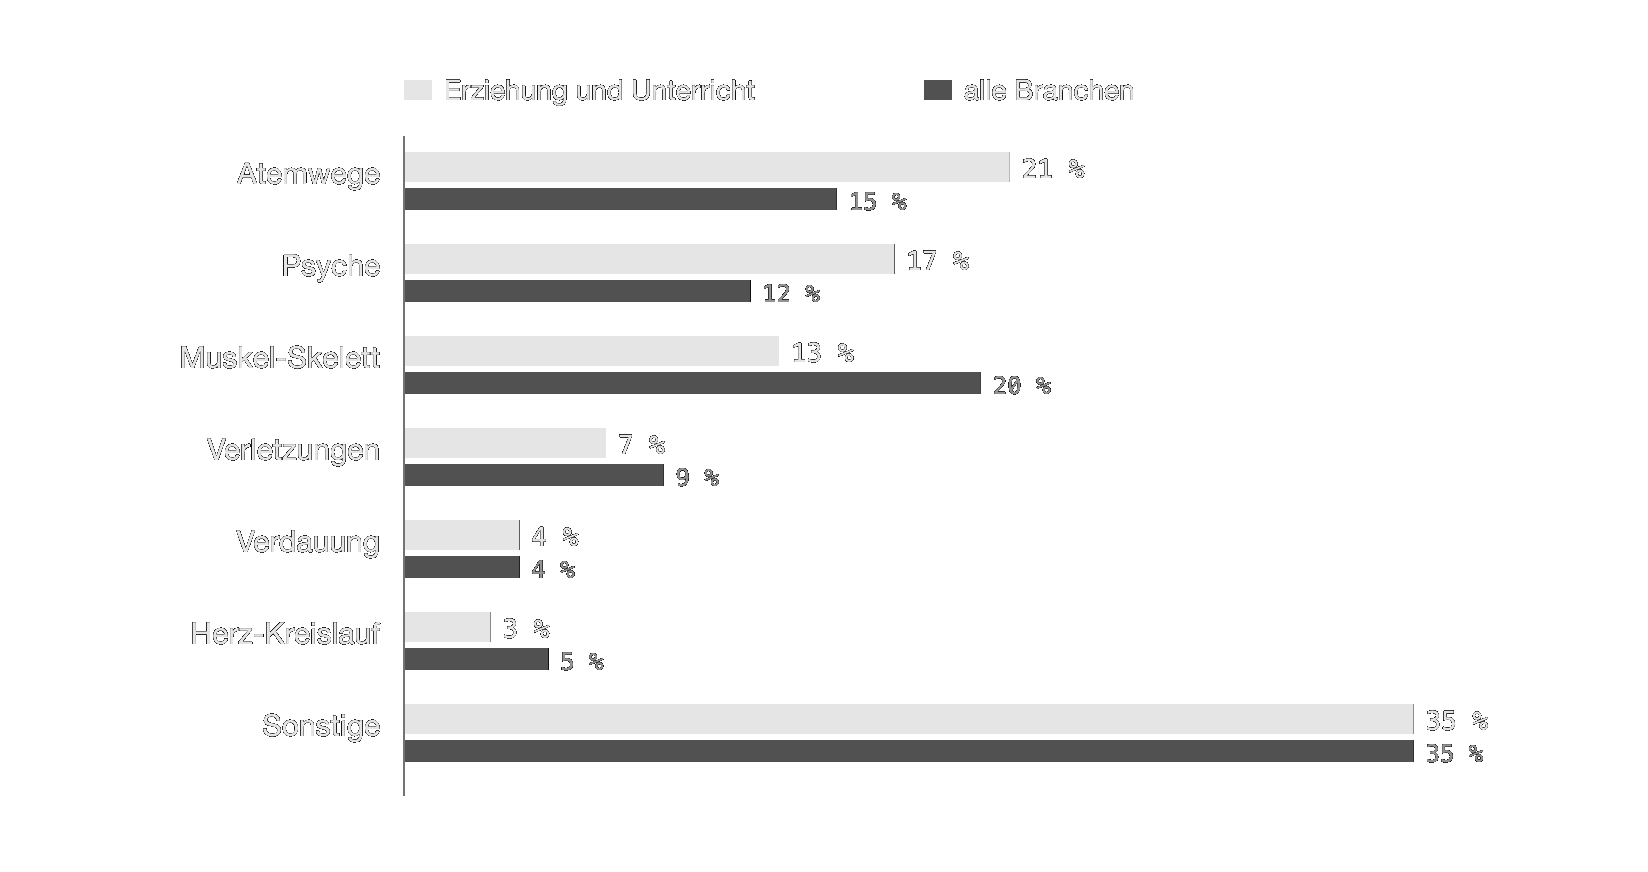 Erziehung und Unterricht
alle Branchen
Atemwege
21 %
15 %
Psyche
17 %
12 %
Muskel-Skelett
13 %
20 %
Verletzungen
7 %
9 %
Verdauung
4 %
4 %
Herz-Kreislauf
3 %
5 %
Sonstige
35 %
35 %